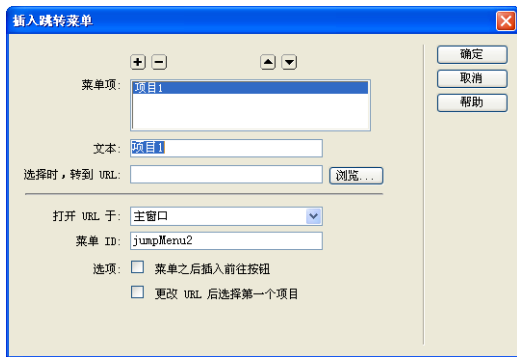 插入跳转菜单
确定
取消
帮助
菜单项:
项目1
文本:
项目1
选择时，转到 URL:
浏览...
打开 URL 于:
主窗口
菜单 ID:
jumpMenu2
选项:
菜单之后插入前往按钮
更改 URL 后选择第一个项目